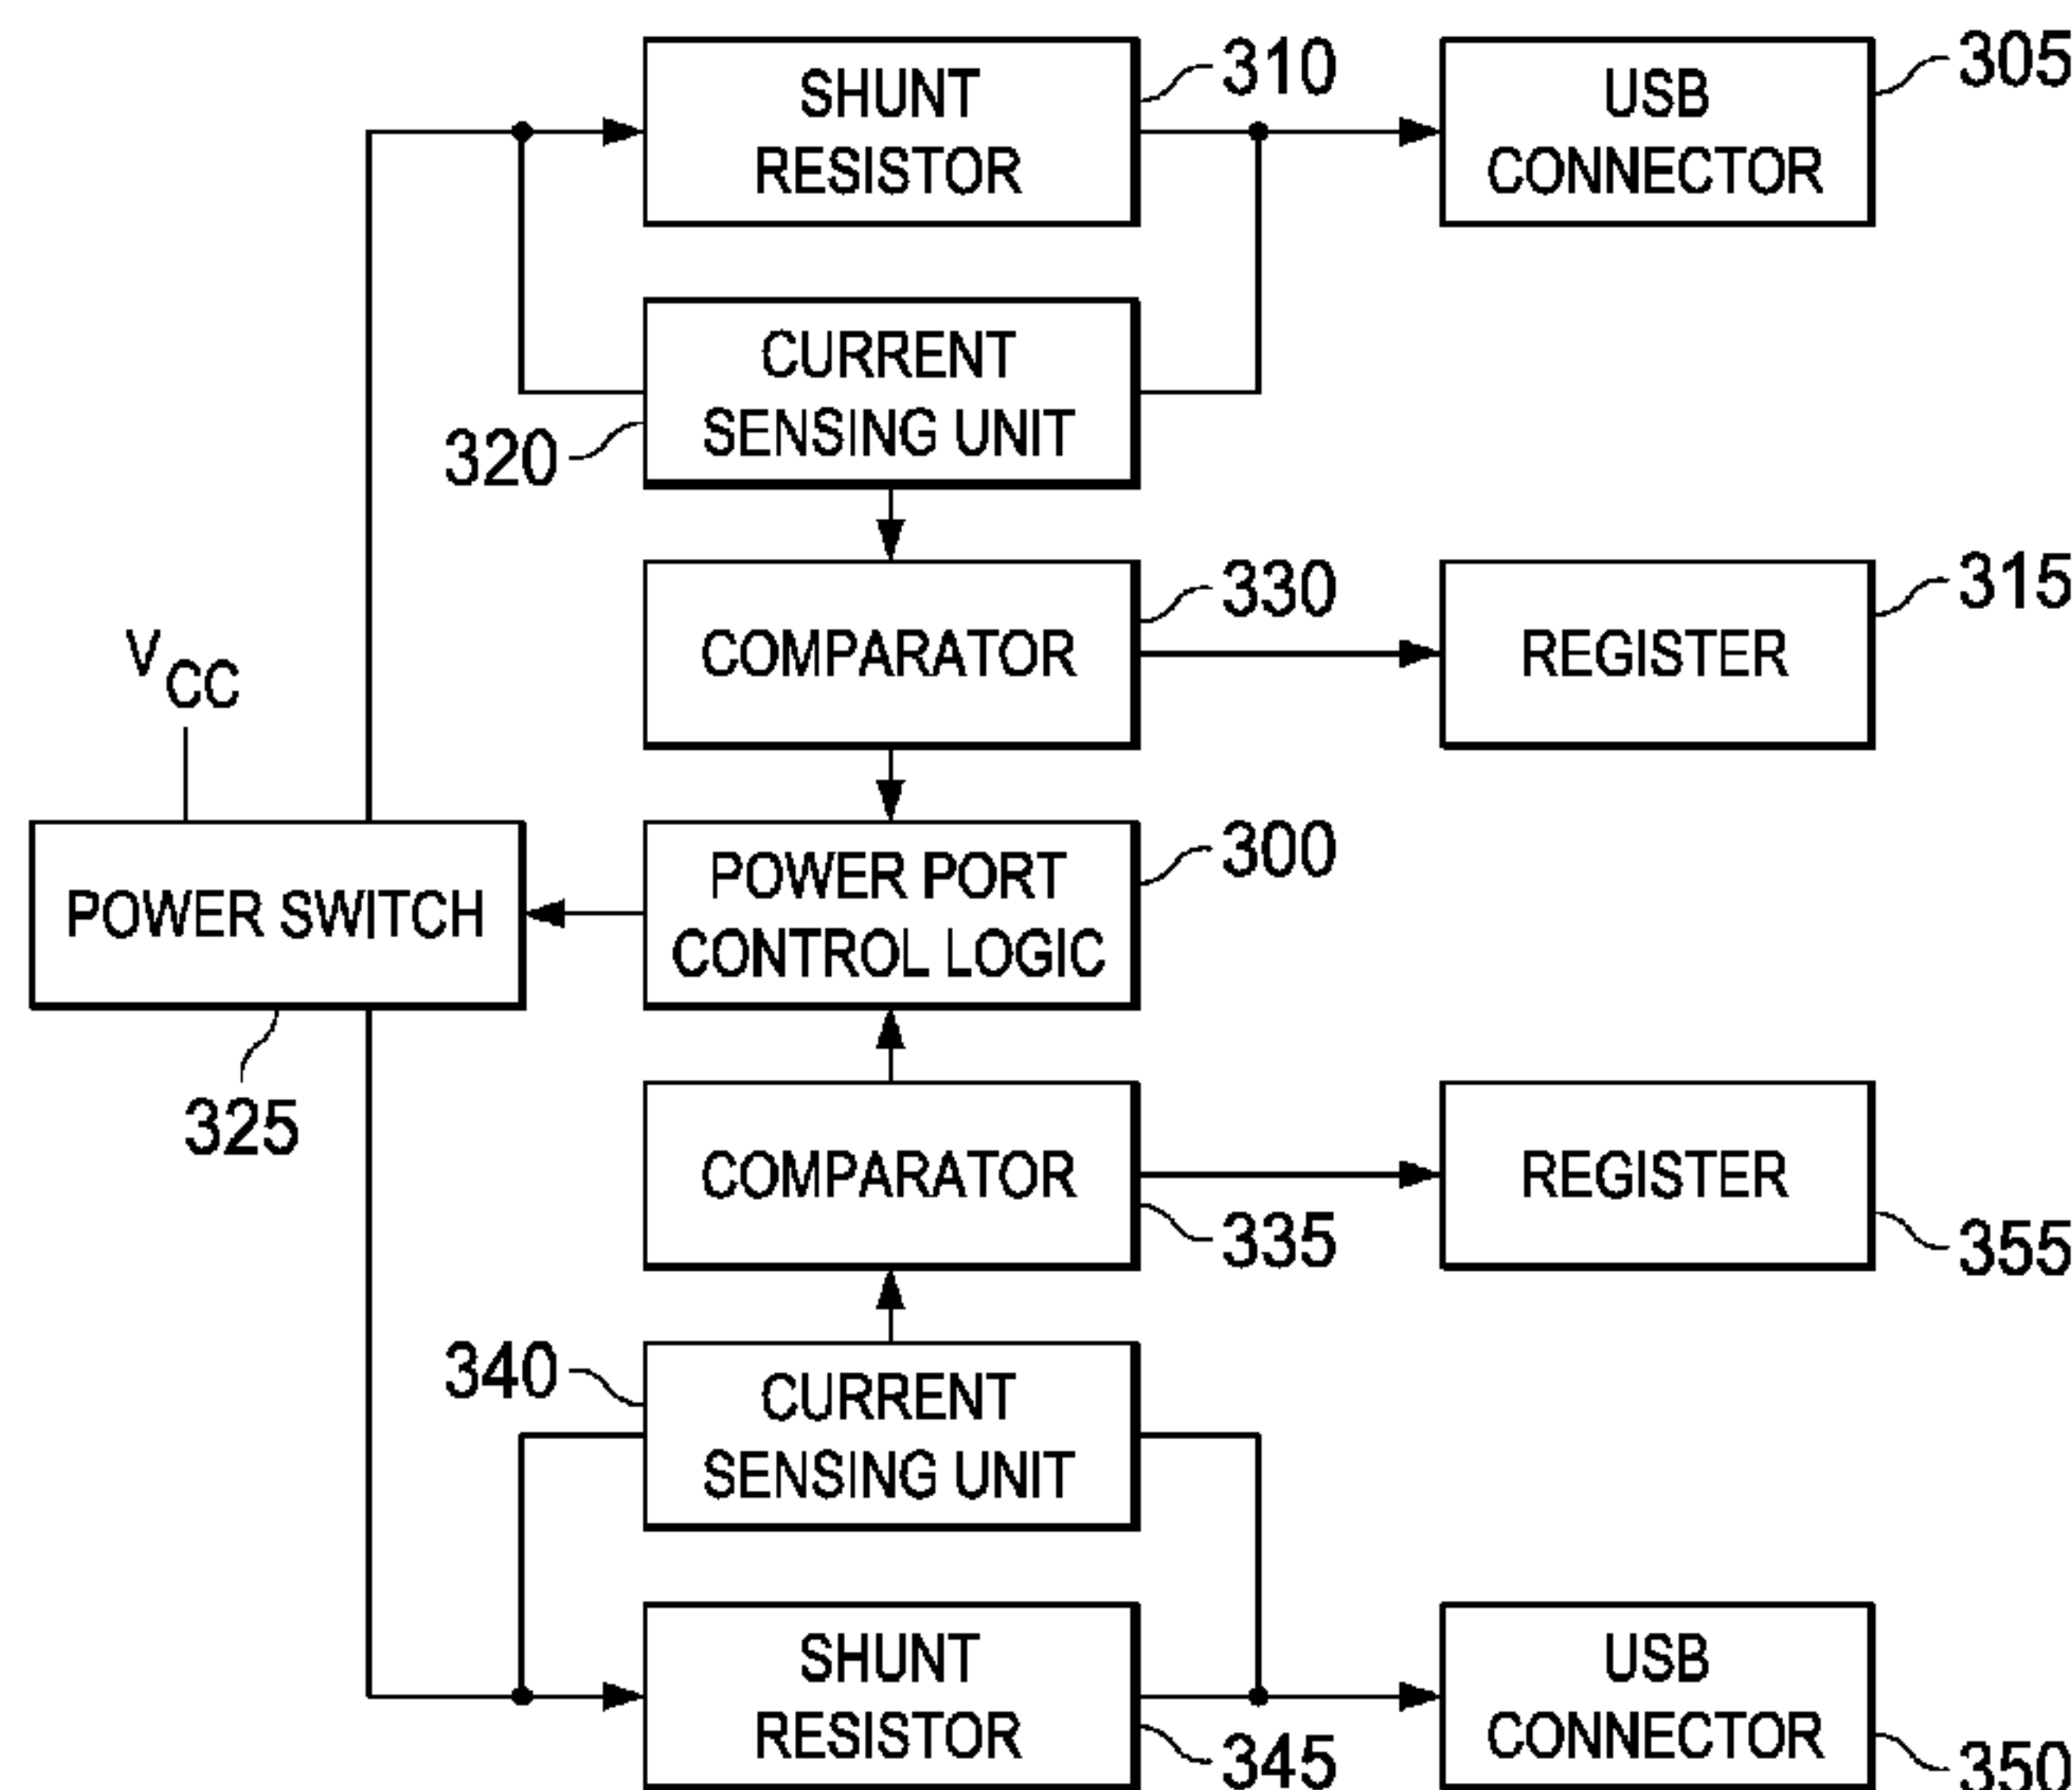 SHUNT
RESISTOR
310
USB
CONNECTOR
305
CURRENT
SENSING UNIT
320
COMPARATOR
330
REGISTER
315
VCC
POWER SWITCH
325
POWER PORT
CONTROL LOGIC
300
COMPARATOR
335
REGISTER
355
340
CURRENT
SENSING UNIT
SHUNT
RESISTOR
345
USB
CONNECTOR
350